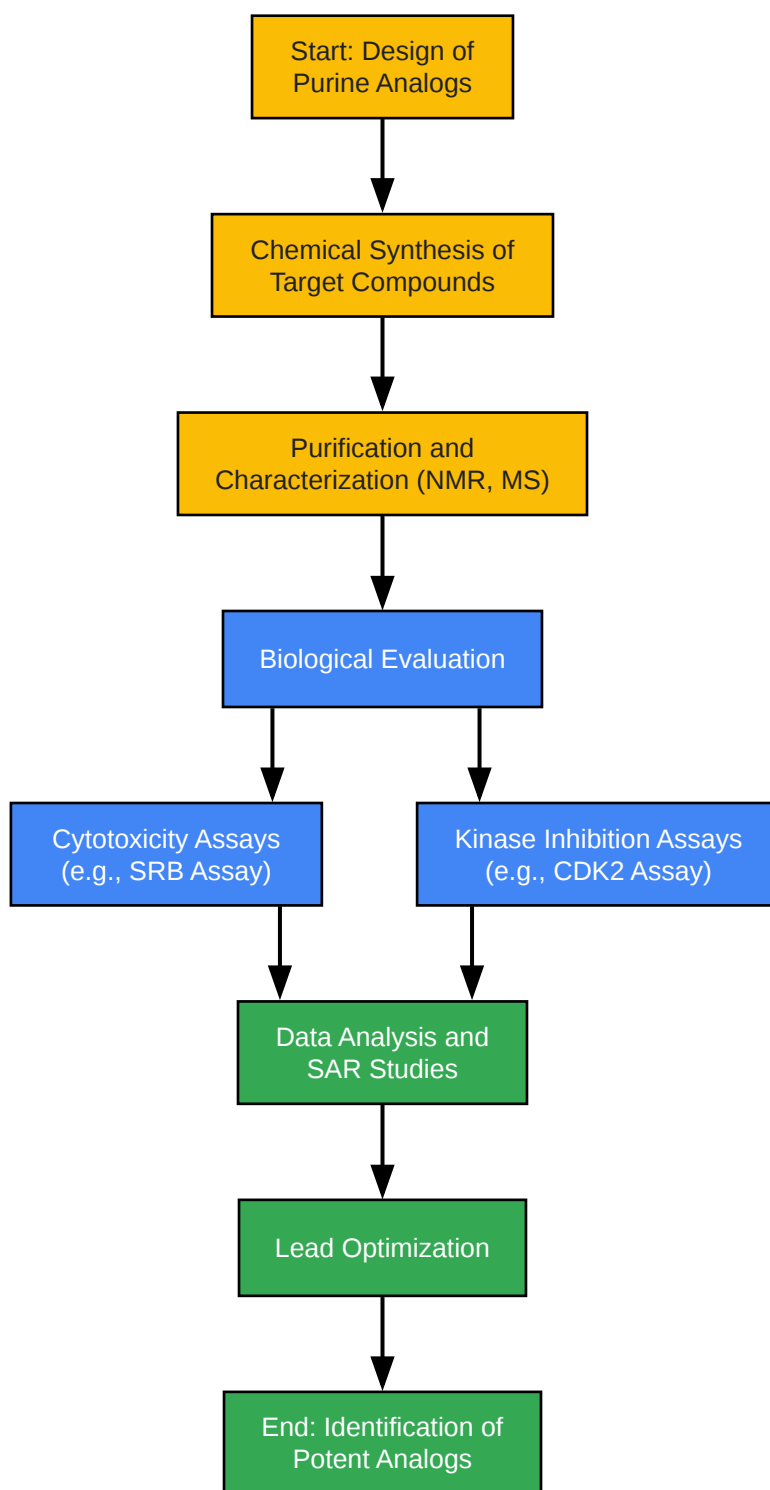 Start: Design of
Purine Analogs
Chemical Synthesis of
Target Compounds
Purification and
Characterization (NMR, MS)
Biological Evaluation
Cytotoxicity Assays
(e.g., SRB Assay)
Kinase Inhibition Assays
(e.g., CDK2 Assay)
Data Analysis and
SAR Studies
Lead Optimization
End: Identification of
Potent Analogs